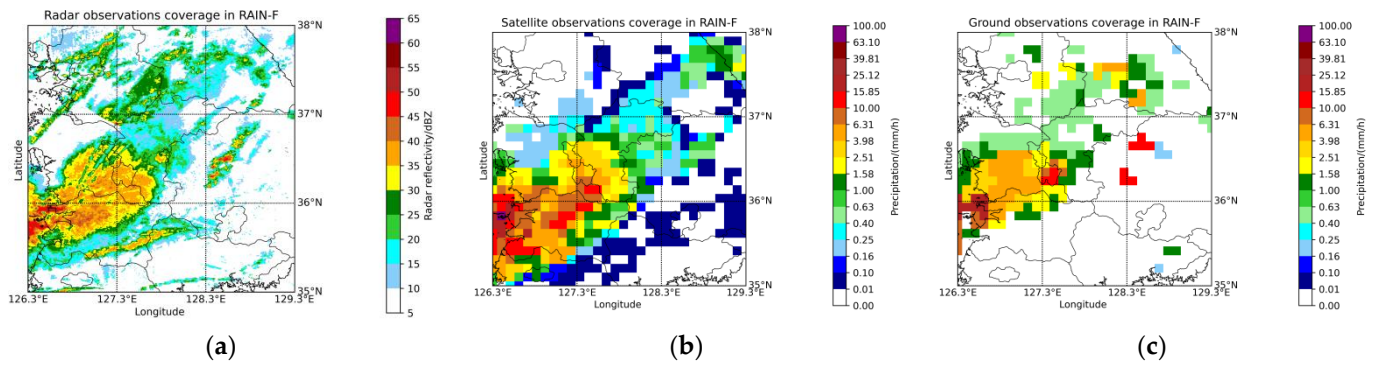 Radar observations coverage in RAIN-F
38°N
37°N
36°N
35°N
126.3°E
127.3°E
128.3°E
129.3°E
Longitude
Latitude
65
60
55
50
45
40
35
30
25
20
15
10
5
Radar reflectivity/dBZ
(a)
Satellite observations coverage in RAIN-F
38°N
37°N
36°N
35°N
126.3°E
127.3°E
128.3°E
129.3°E
Longitude
Latitude
100.00
63.10
39.81
25.12
15.85
10.00
6.31
3.98
2.51
1.58
1.00
0.63
0.40
0.25
0.16
0.10
0.01
0.00
Precipitation/(mm/h)
(b)
Ground observations coverage in RAIN-F
38°N
37°N
36°N
35°N
126.3°E
127.3°E
128.3°E
129.3°E
Longitude
Latitude
100.00
63.10
39.81
25.12
15.85
10.00
6.31
3.98
2.51
1.58
1.00
0.63
0.40
0.25
0.16
0.10
0.01
0.00
Precipitation/(mm/h)
(c)